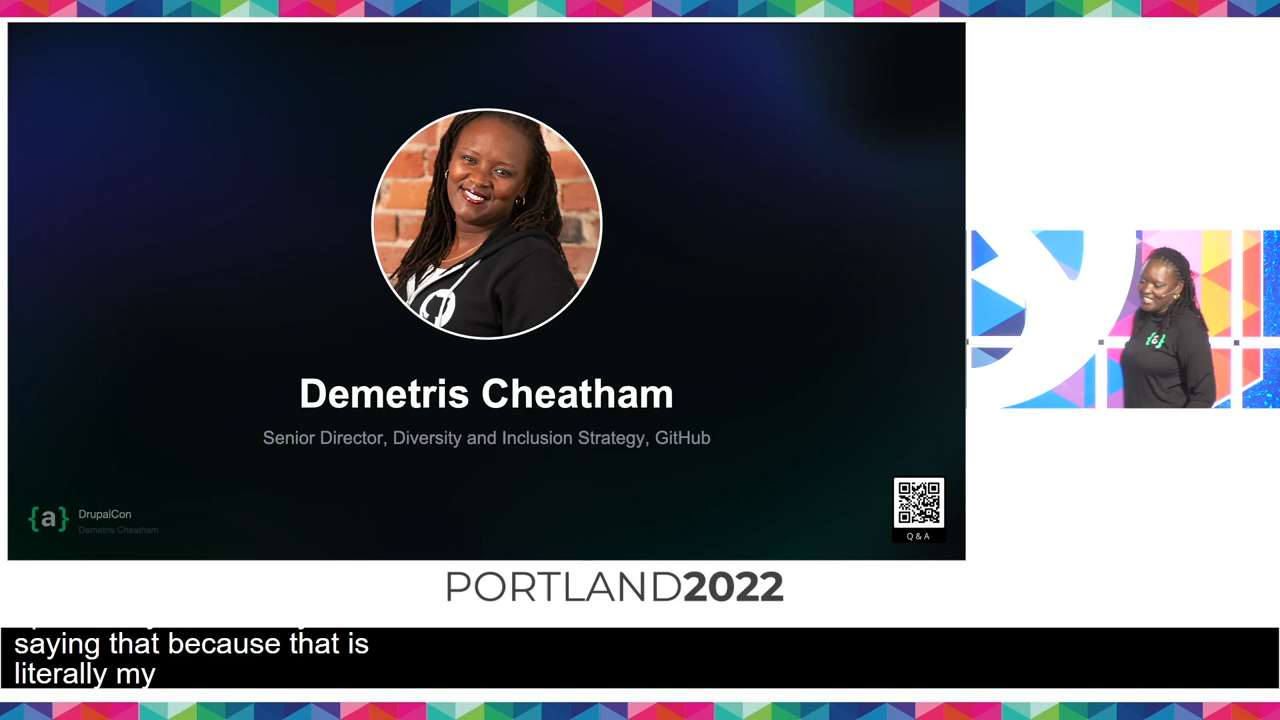 Demetris Cheatham
Senior Director, Diversity and Inclusion Strategy, GitHub
{a}
DrupalCon
Demetris Cheatham
Q & A
{&}
PORTLAND2022
saying that because that is
literally my